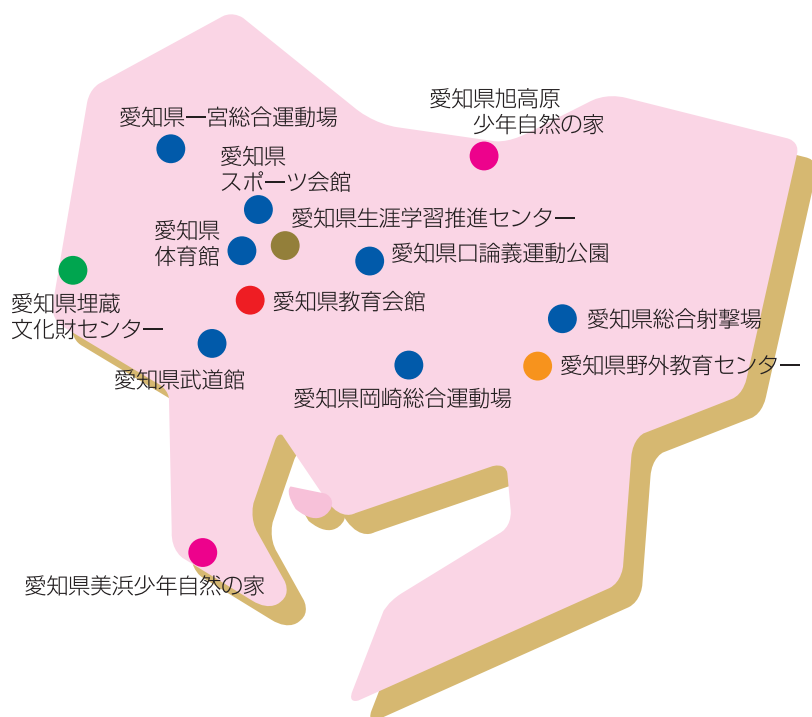 愛知県旭高原
少年自然の家
愛知県一宮総合運動場
愛知県
スポーツ会館
愛知県生涯学習推進センター
愛知県
体育館
愛知県口論義運動公園
愛知県埋蔵
文化財センター
愛知県教育会館
愛知県総合射撃場
愛知県武道館
愛知県野外教育センター
愛知県岡崎総合運動場
愛知県美浜少年自然の家